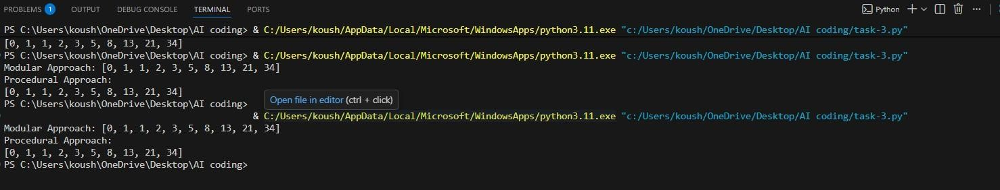 PROBLEMS 1 OUTPUT DEBUG CONSOLE TERMINAL PORTS Python
PS C:\Users\koush\OneDrive\Desktop\AI coding> & C:/Users/koush/AppData/Local/Microsoft/WindowsApps/python3.11.exe "c:/Users/koush/OneDrive/Desktop/AI coding/task-3.py"
[0, 1, 1, 2, 3, 5, 8, 13, 21, 34]
PS C:\Users\koush\OneDrive\Desktop\AI coding> & C:/Users/koush/AppData/Local/Microsoft/WindowsApps/python3.11.exe "c:/Users/koush/OneDrive/Desktop/AI coding/task-3.py"
Modular Approach: [0, 1, 1, 2, 3, 5, 8, 13, 21, 34]
Procedural Approach:
[0, 1, 1, 2, 3, 5, 8, 13, 21, 34]
Open file in editor (ctrl + click)
PS C:\Users\koush\OneDrive\Desktop\AI coding>
& C:/Users/koush/AppData/Local/Microsoft/WindowsApps/python3.11.exe "c:/Users/koush/OneDrive/Desktop/AI coding/task-3.py"
Modular Approach: [0, 1, 1, 2, 3, 5, 8, 13, 21, 34]
Procedural Approach:
[0, 1, 1, 2, 3, 5, 8, 13, 21, 34]
PS C:\Users\koush\OneDrive\Desktop\AI coding>